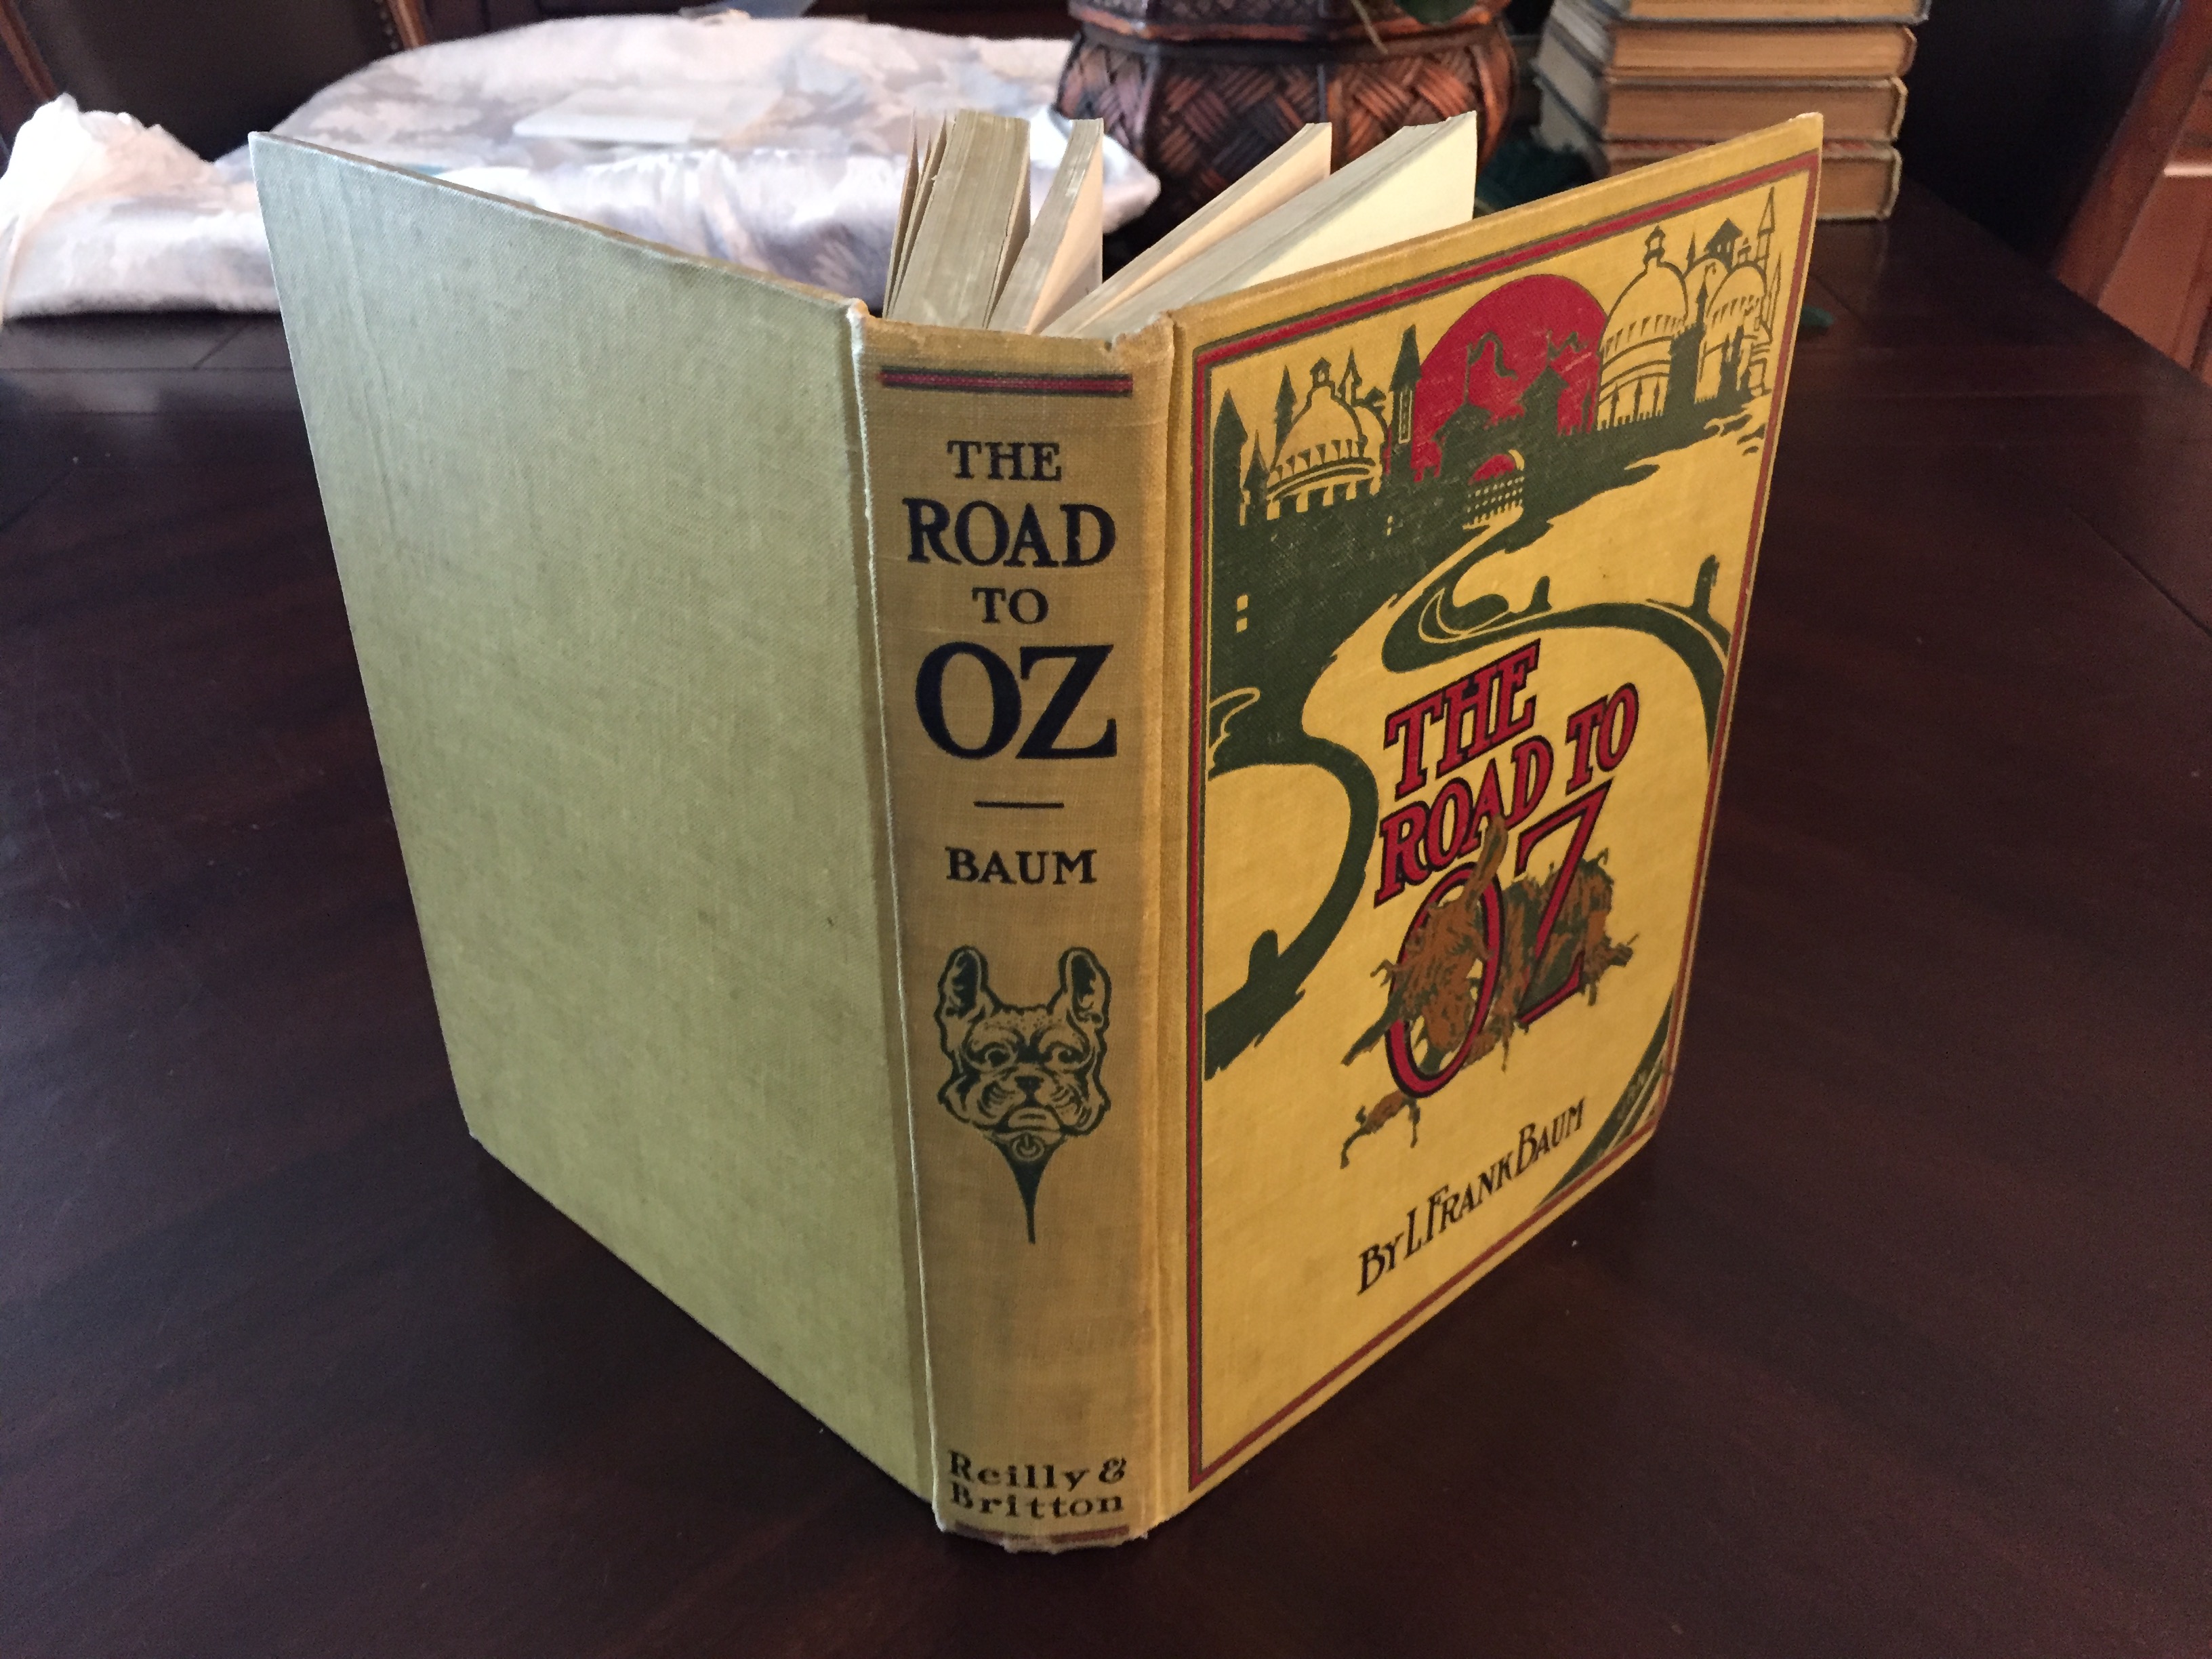 THE
ROAD
TO
OZ
BAUM
Reilly &
Britton
THE
ROAD TO
OZ
BY L FRANK BAUM